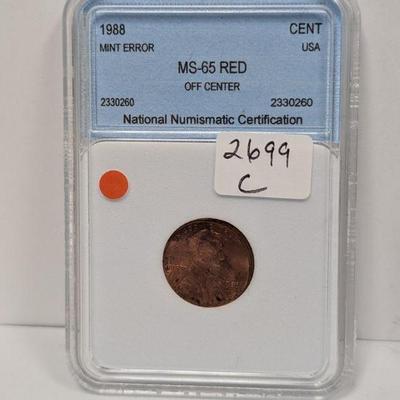 1988 CENT
MINT ERROR USA
MS-65 RED
OFF CENTER
2330260 2330260
National Numismatic Certification
2699
C